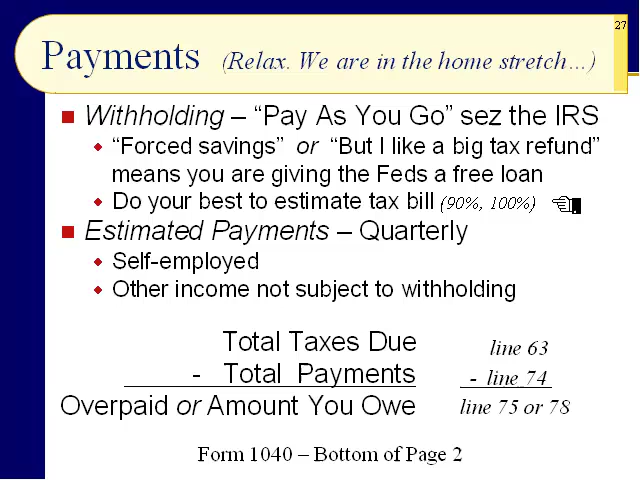 27
Payments (Relax. We are in the home stretch…)
Withholding – “Pay As You Go” sez the IRS
“Forced savings” or “But I like a big tax refund”
means you are giving the Feds a free loan
Do your best to estimate tax bill (90%, 100%)
Estimated Payments – Quarterly
Self-employed
Other income not subject to withholding
Total Taxes Due line 63
- Total Payments - line 74
Overpaid or Amount You Owe line 75 or 78
Form 1040 – Bottom of Page 2